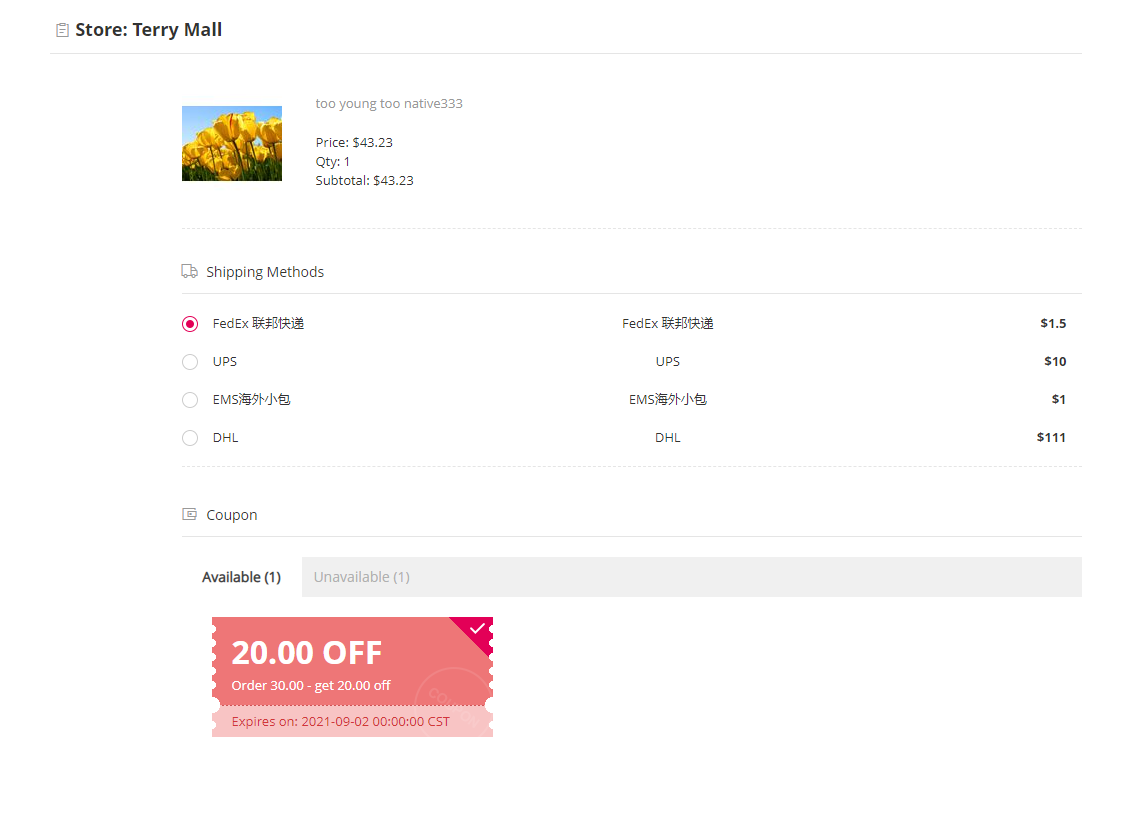 Store: Terry Mall
too young too native333
Price: $43.23
Qty: 1
Subtotal: $43.23
Shipping Methods
FedEx 联邦快递 FedEx 联邦快递 $1.5
UPS UPS $10
EMS海外小包 EMS海外小包 $1
DHL DHL $111
Coupon
Available (1) Unavailable (1)
20.00 OFF
Order 30.00 - get 20.00 off
COUPON
Expires on: 2021-09-02 00:00:00 CST